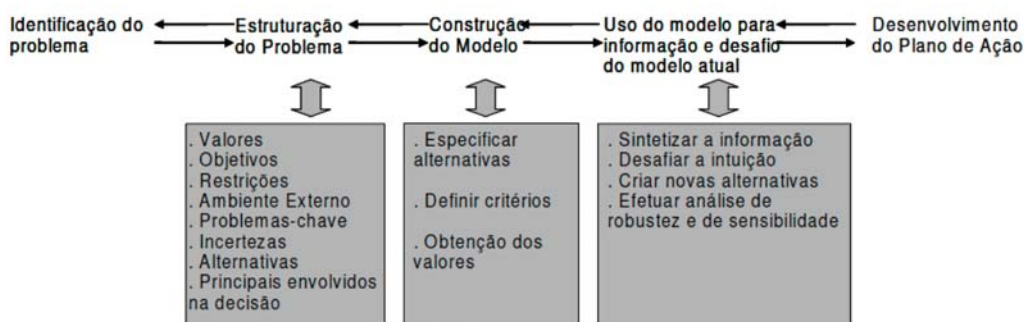 Identificação do
problema
Estruturação
do Problema
Construção
do Modelo
Uso do modelo para
informação e desafio
do modelo atual
Desenvolvimento
do Plano de Ação
. Valores
. Objetivos
. Restrições
. Ambiente Externo
. Problemas-chave
. Incertezas
. Alternativas
. Principais envolvidos
na decisão
. Especificar
alternativas
. Definir critérios
. Obtenção dos
valores
. Sintetizar a informação
. Desafiar a intuição
. Criar novas alternativas
. Efetuar análise de
robustez e de sensibilidade